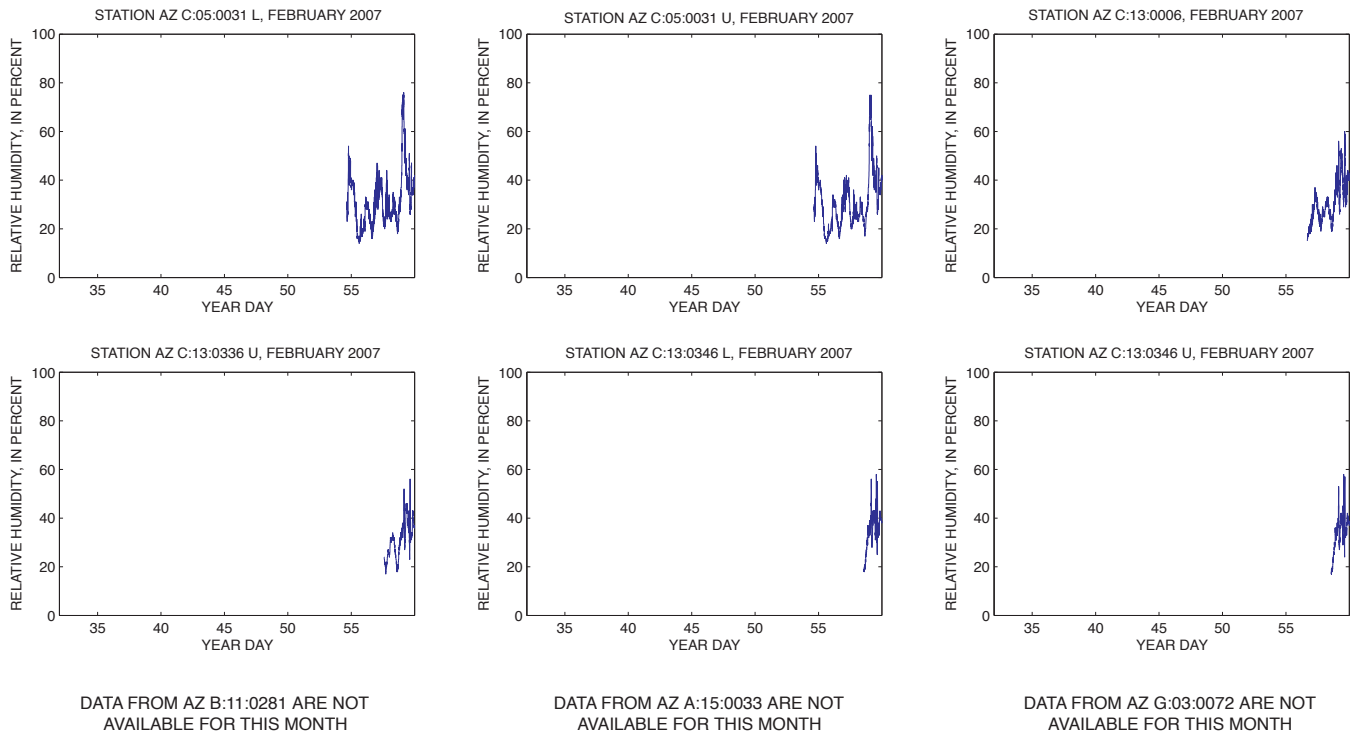 STATION AZ C:05:0031 L, FEBRUARY 2007
RELATIVE HUMIDITY, IN PERCENT
100
80
60
40
20
0
35 40 45 50 55
YEAR DAY
STATION AZ C:05:0031 U, FEBRUARY 2007
RELATIVE HUMIDITY, IN PERCENT
100
80
60
40
20
0
35 40 45 50 55
YEAR DAY
STATION AZ C:13:0006, FEBRUARY 2007
RELATIVE HUMIDITY, IN PERCENT
100
80
60
40
20
0
35 40 45 50 55
YEAR DAY
STATION AZ C:13:0336 U, FEBRUARY 2007
RELATIVE HUMIDITY, IN PERCENT
100
80
60
40
20
0
35 40 45 50 55
YEAR DAY
STATION AZ C:13:0346 L, FEBRUARY 2007
RELATIVE HUMIDITY, IN PERCENT
100
80
60
40
20
0
35 40 45 50 55
YEAR DAY
STATION AZ C:13:0346 U, FEBRUARY 2007
RELATIVE HUMIDITY, IN PERCENT
100
80
60
40
20
0
35 40 45 50 55
YEAR DAY
DATA FROM AZ B:11:0281 ARE NOT
AVAILABLE FOR THIS MONTH
DATA FROM AZ A:15:0033 ARE NOT
AVAILABLE FOR THIS MONTH
DATA FROM AZ G:03:0072 ARE NOT
AVAILABLE FOR THIS MONTH